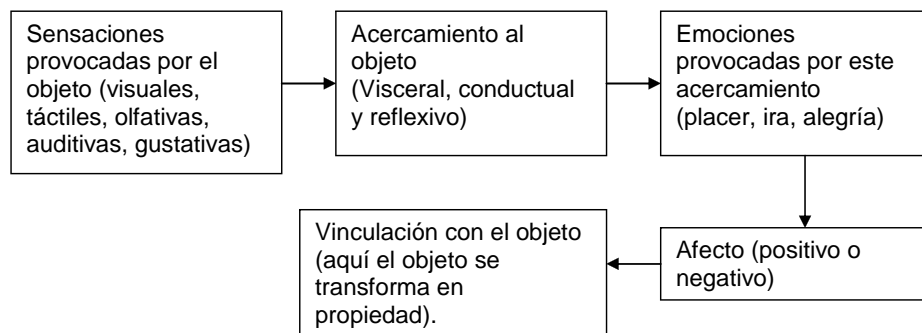 Sensaciones
provocadas por el
objeto (visuales,
táctiles, olfativas,
auditivas, gustativas)
Acercamiento al
objeto
(Visceral, conductual
y reflexivo)
Emociones
provocadas por este
acercamiento
(placer, ira, alegría)
Afecto (positivo o
negativo)
Vinculación con el objeto
(aquí el objeto se
transforma en
propiedad).